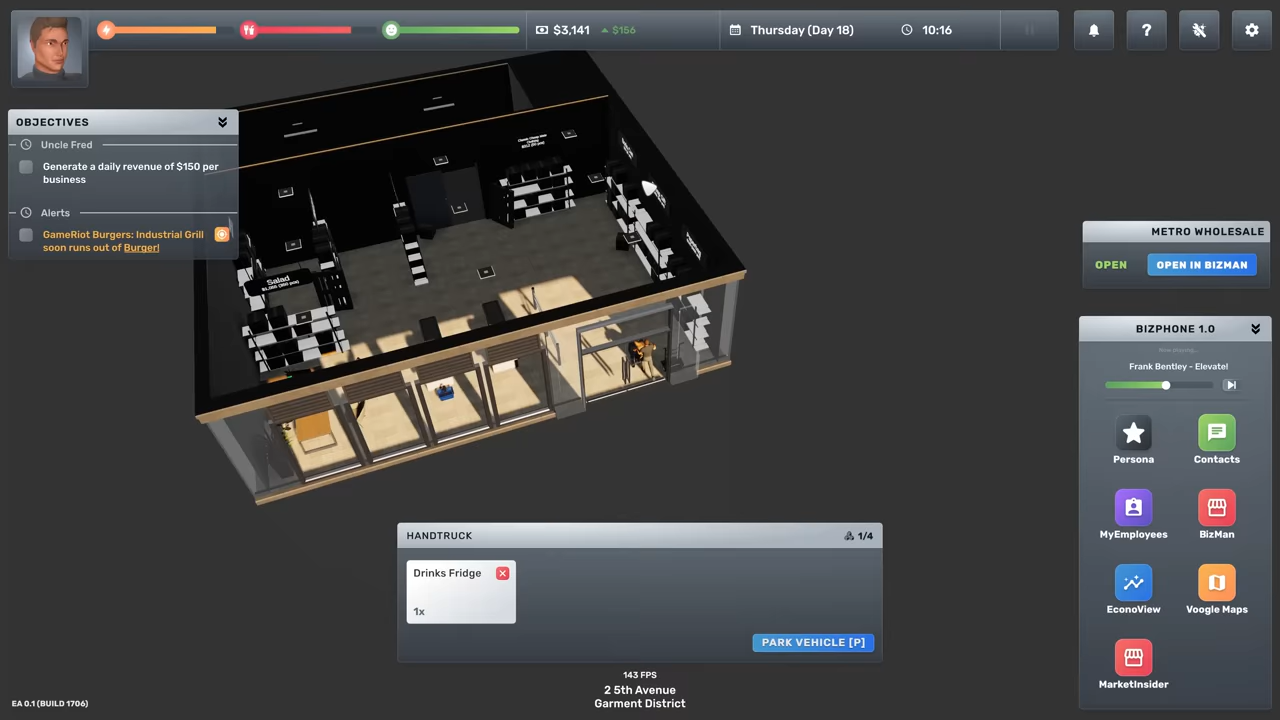 $3,141
$156
Thursday (Day 18)
10:16
OBJECTIVES
Uncle Fred
Generate a daily revenue of $150 per
business
Alerts
GameRiot Burgers: Industrial Grill
soon runs out of Burger!
Salad
METRO WHOLESALE
OPEN
OPEN IN BIZMAN
BIZPHONE 1.0
Now playing...
Frank Bentley - Elevate!
Persona
Contacts
MyEmployees
BizMan
EconoView
Voogle Maps
MarketInsider
HANDTRUCK
1/4
Drinks Fridge
1x
PARK VEHICLE [P]
143 FPS
2 5th Avenue
Garment District
EA 0.1 (BUILD 1706)